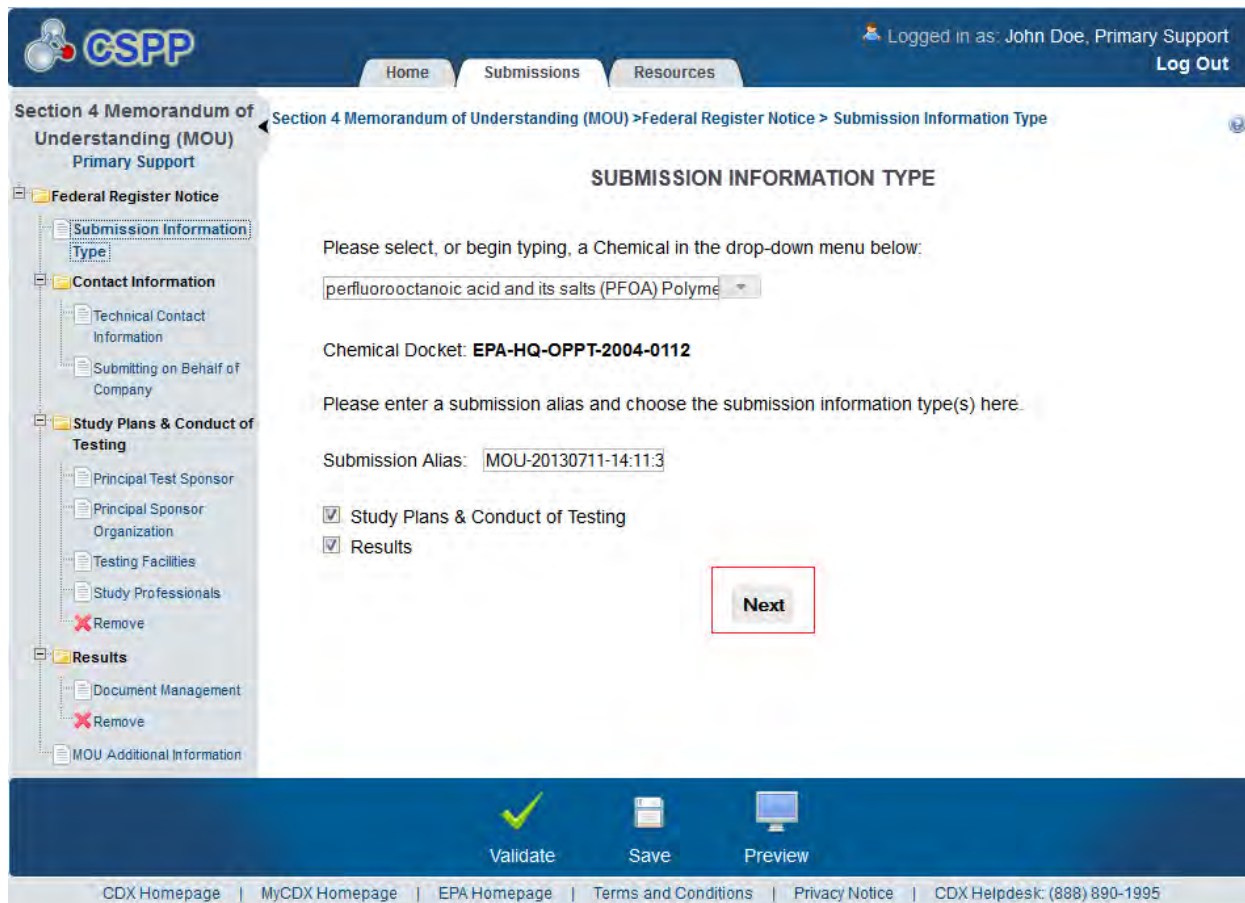 CSPP
Logged in as: John Doe, Primary Support
Log Out
Home
Submissions
Resources
Section 4 Memorandum of
Understanding (MOU)
Primary Support
Federal Register Notice
Submission Information
Type
Contact Information
Technical Contact
Information
Submitting on Behalf of
Company
Study Plans & Conduct of
Testing
Principal Test Sponsor
Principal Sponsor
Organization
Testing Facilities
Study Professionals
Remove
Results
Document Management
Remove
MOU Additional Information
Section 4 Memorandum of Understanding (MOU) >Federal Register Notice > Submission Information Type
SUBMISSION INFORMATION TYPE
Please select, or begin typing, a Chemical in the drop-down menu below:
perfluorooctanoic acid and its salts (PFOA) Polyme
Chemical Docket: EPA-HQ-OPPT-2004-0112
Please enter a submission alias and choose the submission information type(s) here.
Submission Alias: MOU-20130711-14:11:3
Study Plans & Conduct of Testing
Results
Next
Validate
Save
Preview
CDX Homepage | MyCDX Homepage | EPA Homepage | Terms and Conditions | Privacy Notice | CDX Helpdesk: (888) 890-1995